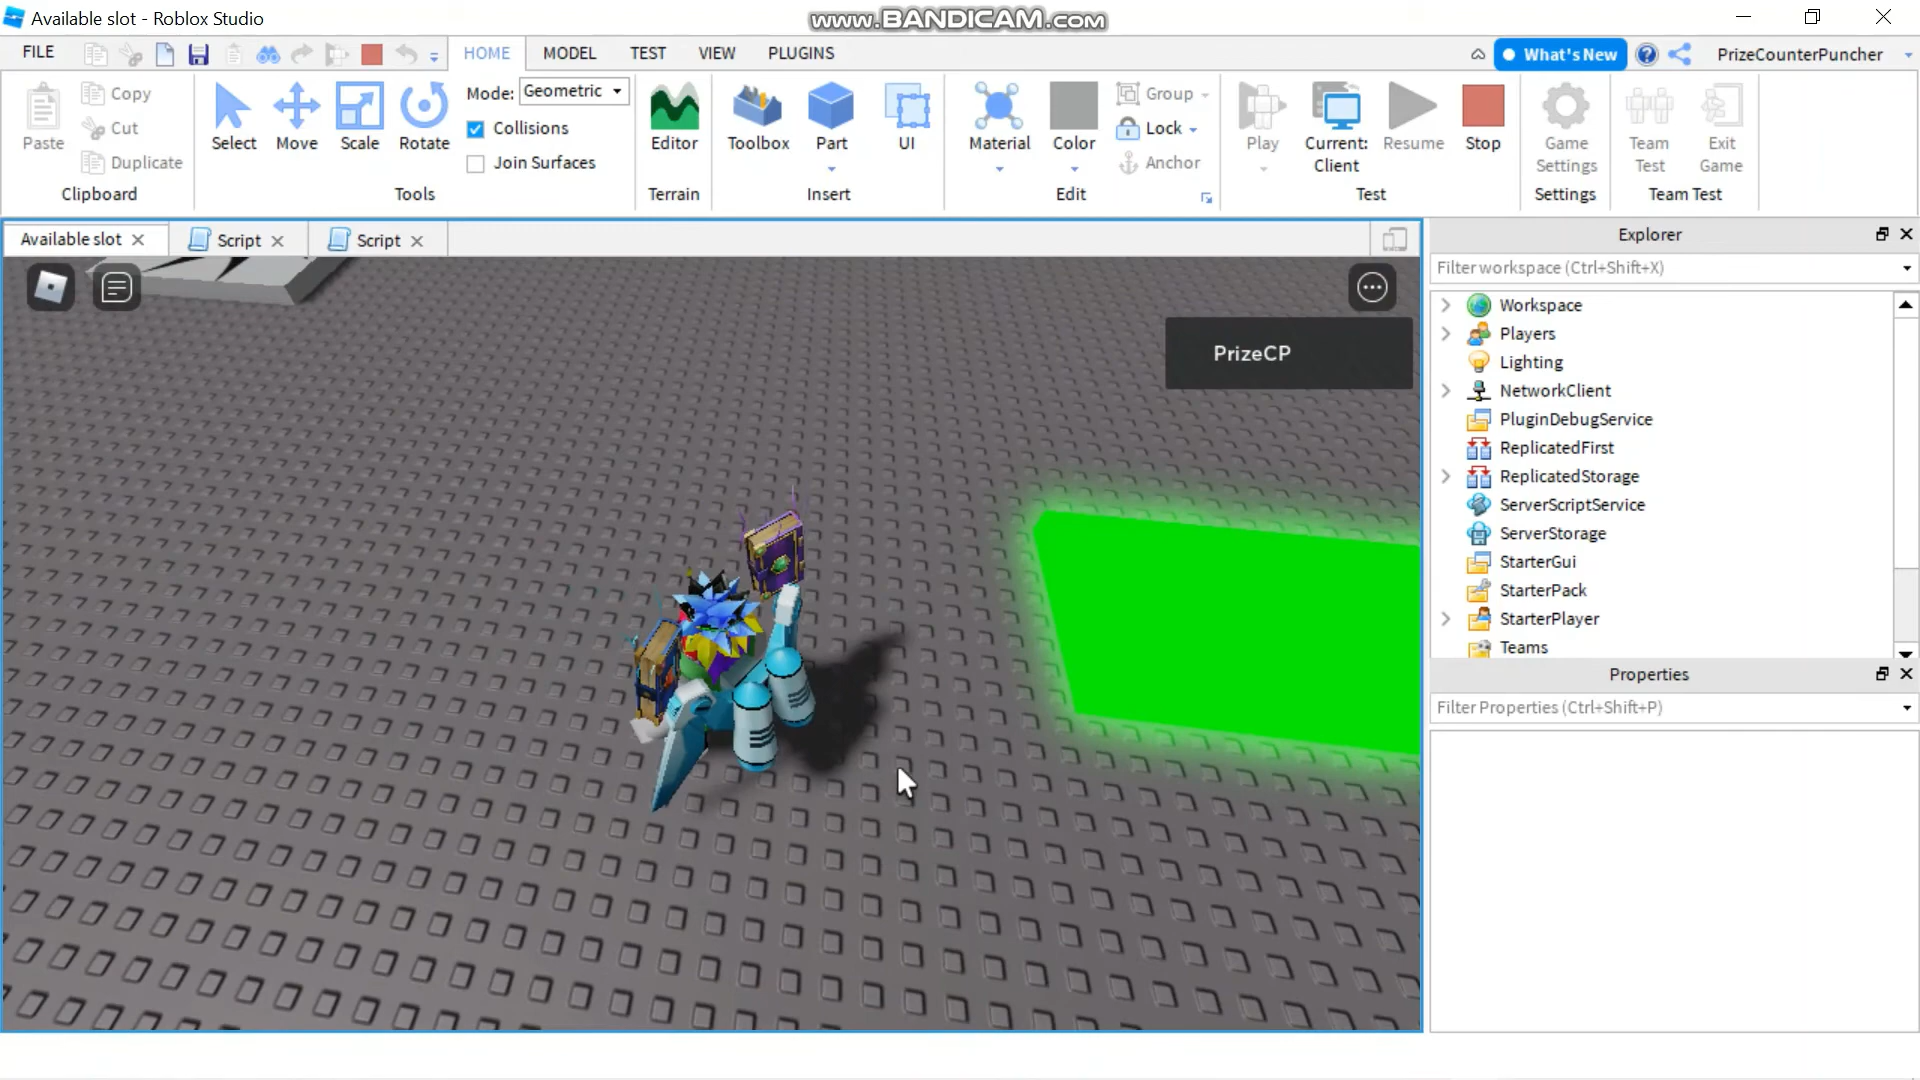 Available slot - Roblox Studio
www.BANDICAM.com
FILE
HOME
MODEL
TEST
VIEW
PLUGINS
What's New
PrizeCounterPuncher
Paste
Copy
Cut
Duplicate
Clipboard
Select
Move
Scale
Rotate
Mode: Geometric
Collisions
Join Surfaces
Tools
Editor
Terrain
Toolbox
Part
UI
Insert
Material
Color
Group
Lock
Anchor
Edit
Play
Current:
Client
Resume
Stop
Test
Game
Settings
Settings
Team
Test
Exit
Game
Team Test
Available slot
Script
Script
PrizeCP
Explorer
Filter workspace (Ctrl+Shift+X)
Workspace
Players
Lighting
NetworkClient
PluginDebugService
ReplicatedFirst
ReplicatedStorage
ServerScriptService
ServerStorage
StarterGui
StarterPack
StarterPlayer
Teams
Properties
Filter Properties (Ctrl+Shift+P)